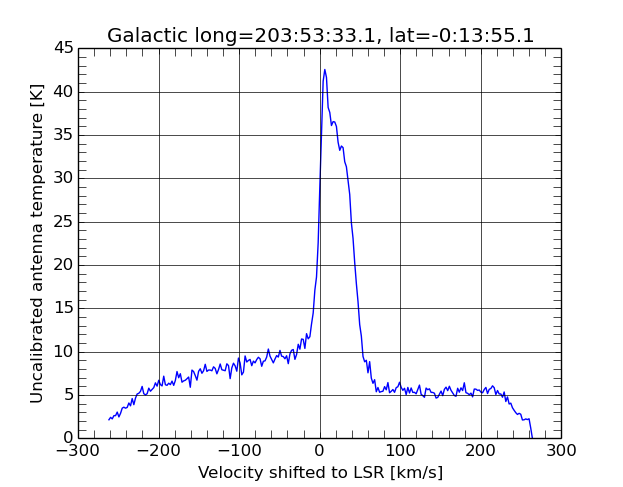 Galactic long=203:53:33.1, lat=-0:13:55.1
Uncalibrated antenna temperature [K]
45
40
35
30
25
20
15
10
5
0
−300 −200 −100 0 100 200 300
Velocity shifted to LSR [km/s]